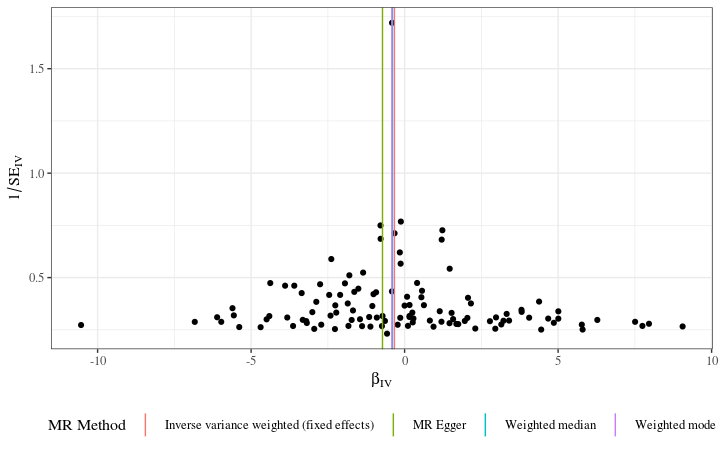 1.5
1.0
0.5
1/SE_IV
-10
-5
0
5
10
β_IV
MR Method
Inverse variance weighted (fixed effects)
MR Egger
Weighted median
Weighted mode